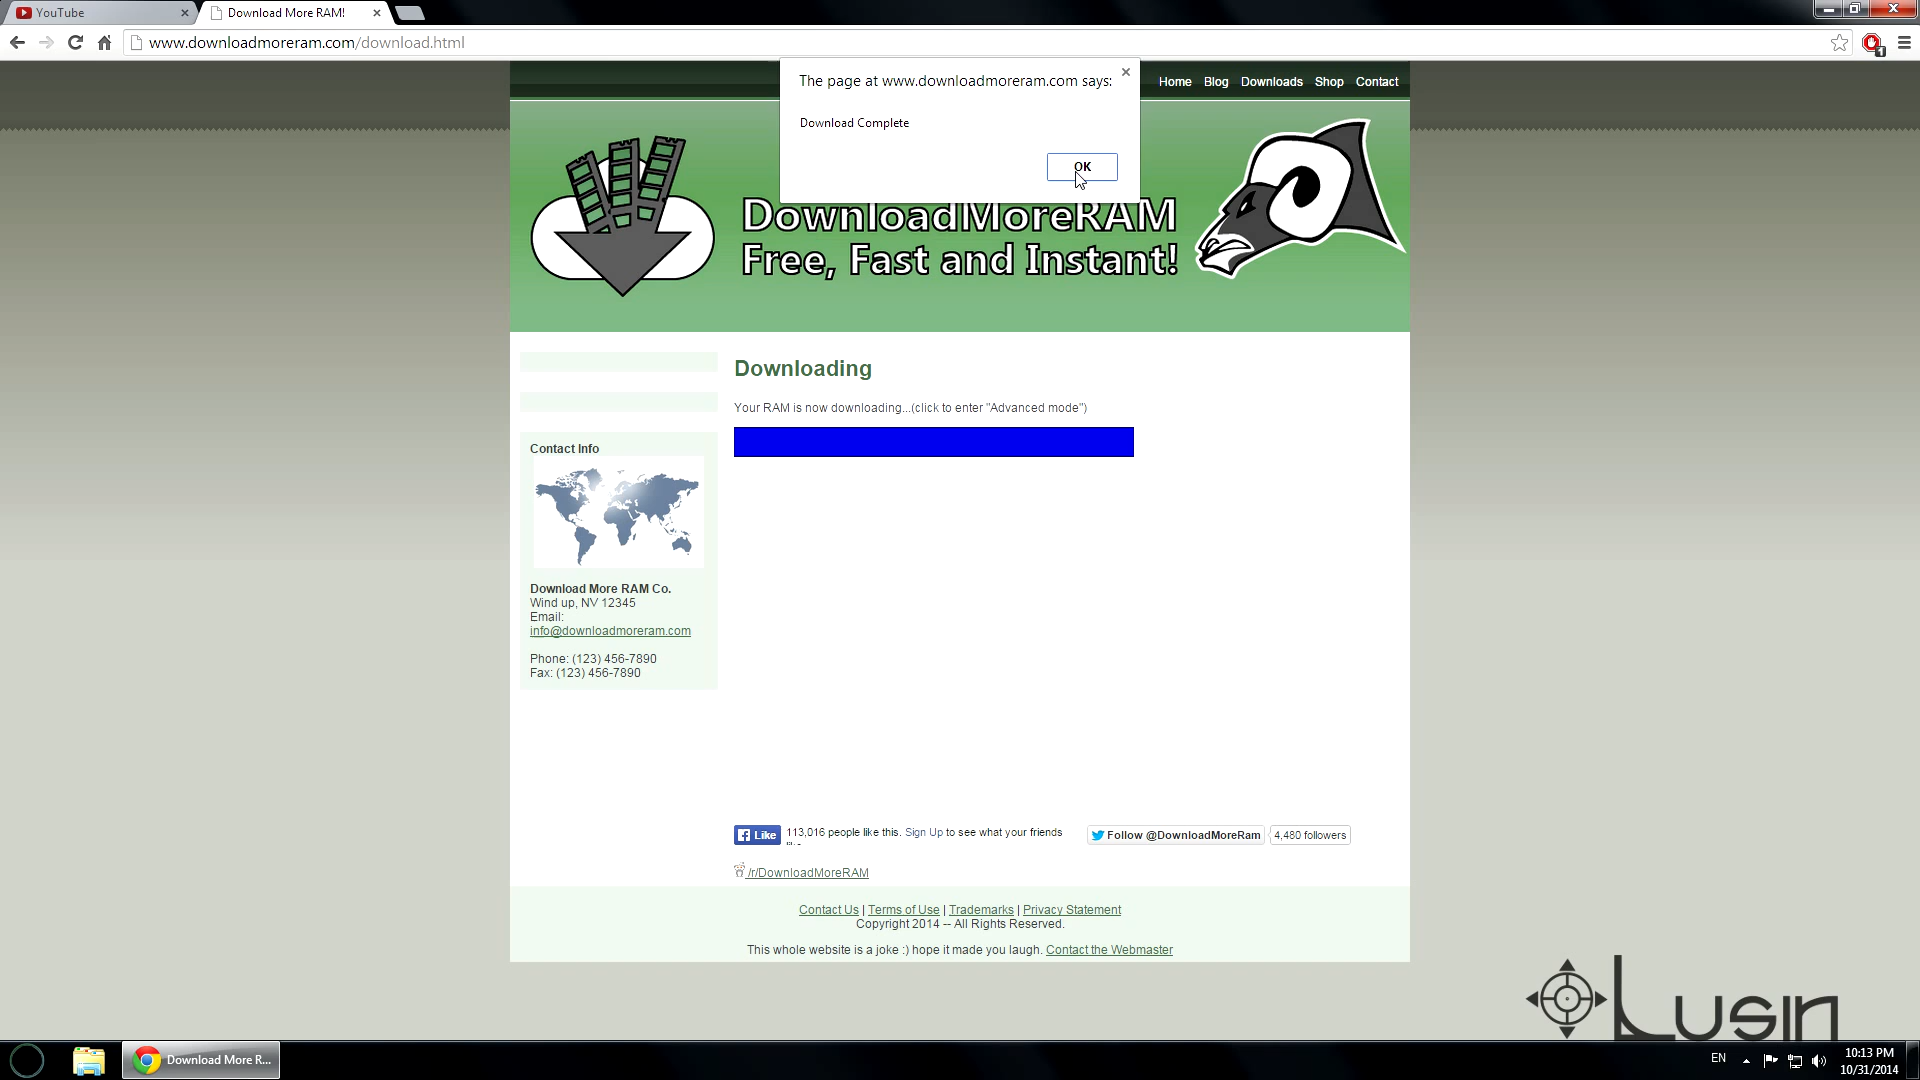 YouTube
Download More RAM!
www.downloadmoreram.com/download.html
The page at www.downloadmoreram.com says:
Download Complete
OK
Home Blog Downloads Shop Contact
DownloadMoreRAM
Free, Fast and Instant!
Downloading
Your RAM is now downloading...(click to enter "Advanced mode")
Contact Info
Download More RAM Co.
Wind up, NV 12345
Email:
info@downloadmoreram.com
Phone: (123) 456-7890
Fax: (123) 456-7890
Like
113,016 people like this. Sign Up to see what your friends
Follow @DownloadMoreRam
4,480 followers
/r/DownloadMoreRAM
Contact Us | Terms of Use | Trademarks | Privacy Statement
Copyright 2014 -- All Rights Reserved.
This whole website is a joke :) hope it made you laugh. Contact the Webmaster
Lusin
Download More R...
EN
10:13 PM
10/31/2014